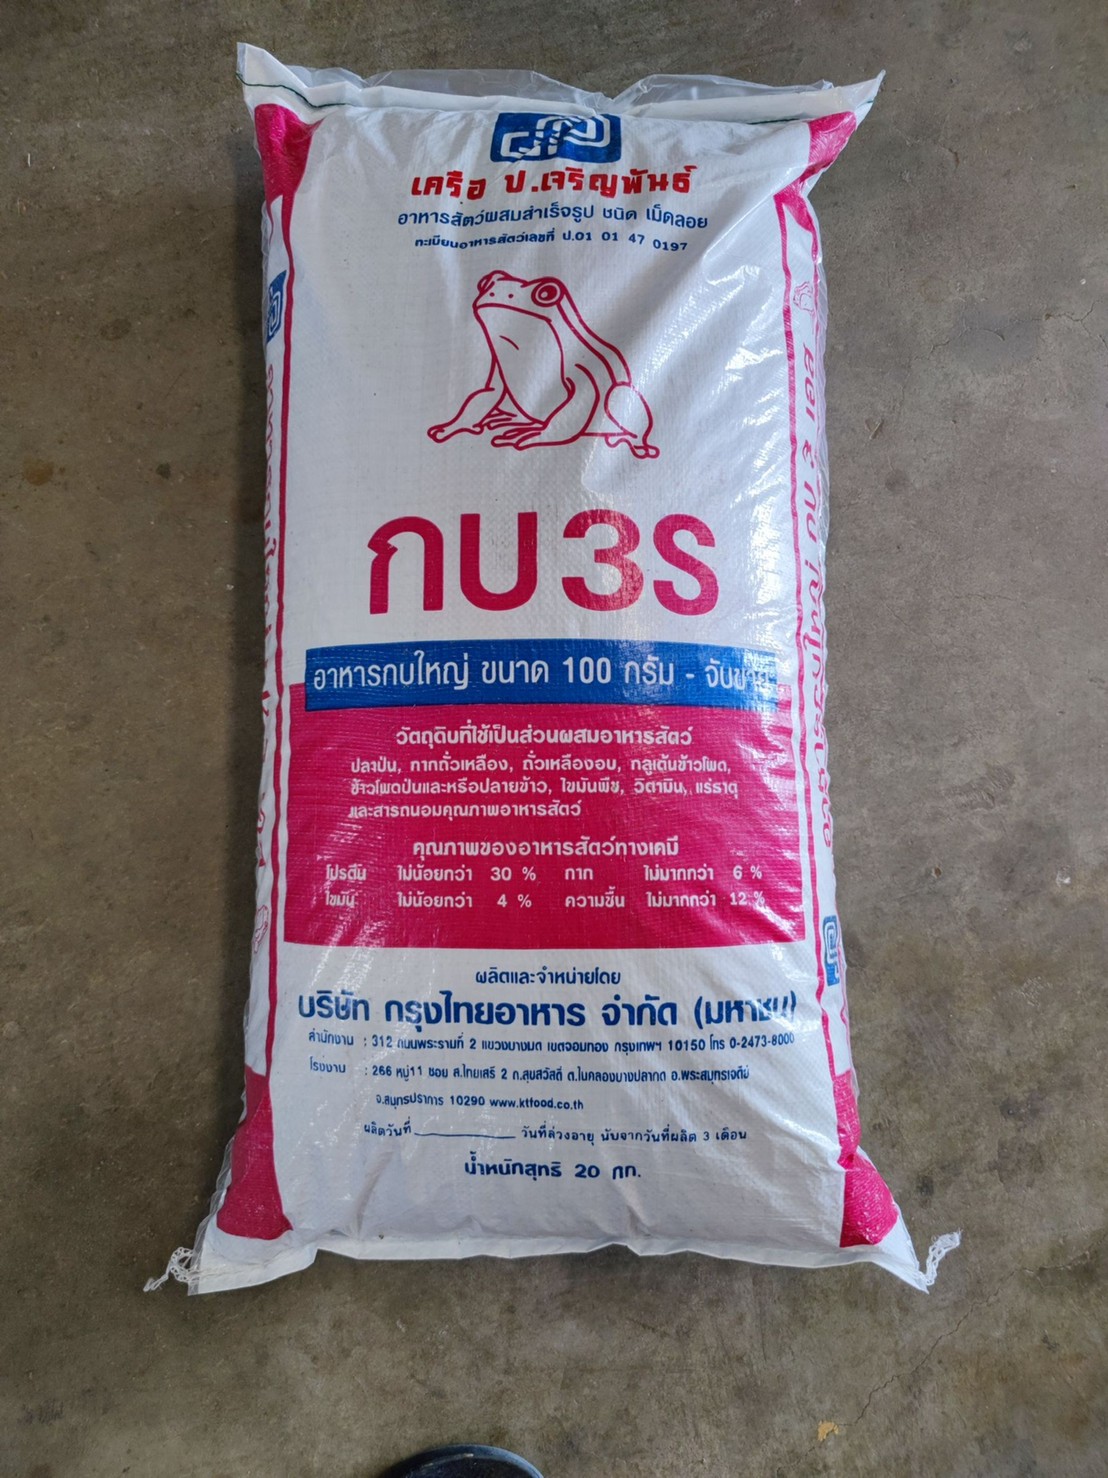 เครือ ป.เจริญพันธ์
อาหารสัตว์ผสมสำเร็จรูป ชนิด เม็ดลอย
ทะเบียนอาหารสัตว์เลขที่ ป.01 01 47 0197
กบ3S
อาหารกบใหญ่ ขนาด 100 กรัม - จับขาย
วัตถุดิบที่ใช้เป็นส่วนผสมอาหารสัตว์
ปลาป่น, กากถั่วเหลือง, ถั่วเหลืองอบ, กลูเต้นข้าวโพด,
ข้าวโพดป่นและหรือปลายข้าว, ไขมันพืช, วิตามิน, แร่ธาตุ
และสารถนอมคุณภาพอาหารสัตว์
คุณภาพของอาหารสัตว์ทางเคมี
โปรตีน ไม่น้อยกว่า 30 % กาก ไม่มากกว่า 6 %
ไขมัน ไม่น้อยกว่า 4 % ความชื้น ไม่มากกว่า 12 %
ผลิตและจำหน่ายโดย
บริษัท กรุงไทยอาหาร จำกัด (มหาชน)
สำนักงาน : 312 ถนนพระรามที่ 2 แขวงบางมด เขตจอมทอง กรุงเทพฯ 10150 โทร 0-2473-8000
โรงงาน : 266 หมู่11 ซอย ส.ไทยเสรี 2 ถ.สุขสวัสดิ์ ต.ในคลองบางปลากด อ.พระสมุทรเจดีย์
จ.สมุทรปราการ 10290 www.ktfood.co.th
ผลิตวันที่ วันที่ล่วงอายุ นับจากวันที่ผลิต 3 เดือน
น้ำหนักสุทธิ 20 กก.